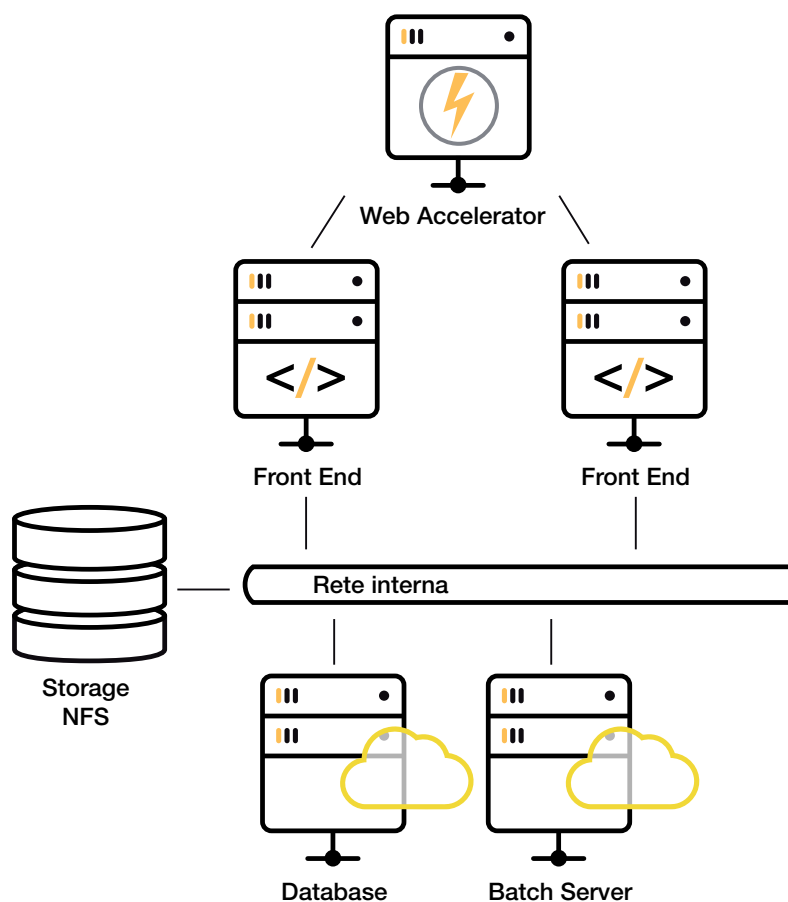 Web Accelerator
</>
</>
Front End
Front End
Rete interna
Storage
NFS
Database
Batch Server